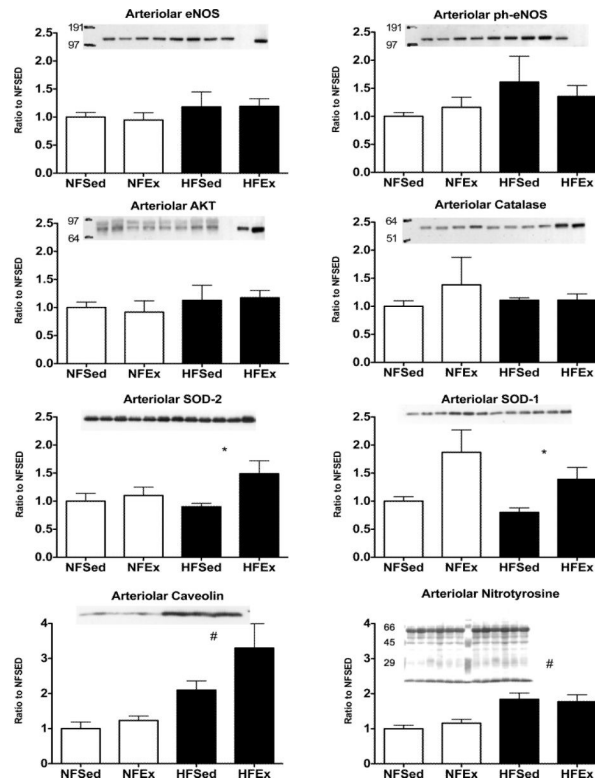 Arteriolar eNOS
191
97
2.5
2.0
1.5
1.0
0.5
0.0
Ratio to NFSED
NFSed NFEx HFSed HFEx
Arteriolar ph-eNOS
191
97
2.5
2.0
1.5
1.0
0.5
0.0
Ratio to NFSED
NFSed NFEx HFSed HFEx
Arteriolar AKT
97
64
2.5
2.0
1.5
1.0
0.5
0.0
Ratio to NFSED
NFSed NFEx HFSed HFEx
Arteriolar Catalase
64
51
2.5
2.0
1.5
1.0
0.5
0.0
Ratio to NFSED
NFSed NFEx HFSed HFEx
Arteriolar SOD-2
2.5
2.0
1.5
1.0
0.5
0.0
*
Ratio to NFSED
NFSed NFEx HFSed HFEx
Arteriolar SOD-1
2.5
2.0
1.5
1.0
0.5
0.0
*
Ratio to NFSED
NFSed NFEx HFSed HFEx
Arteriolar Caveolin
4
3
2
1
0
#
Ratio to NFSED
NFSed NFEx HFSed HFEx
Arteriolar Nitrotyrosine
66
45
29
4
3
2
1
0
#
Ratio to NFSED
NFSed NFEx HFSed HFEx